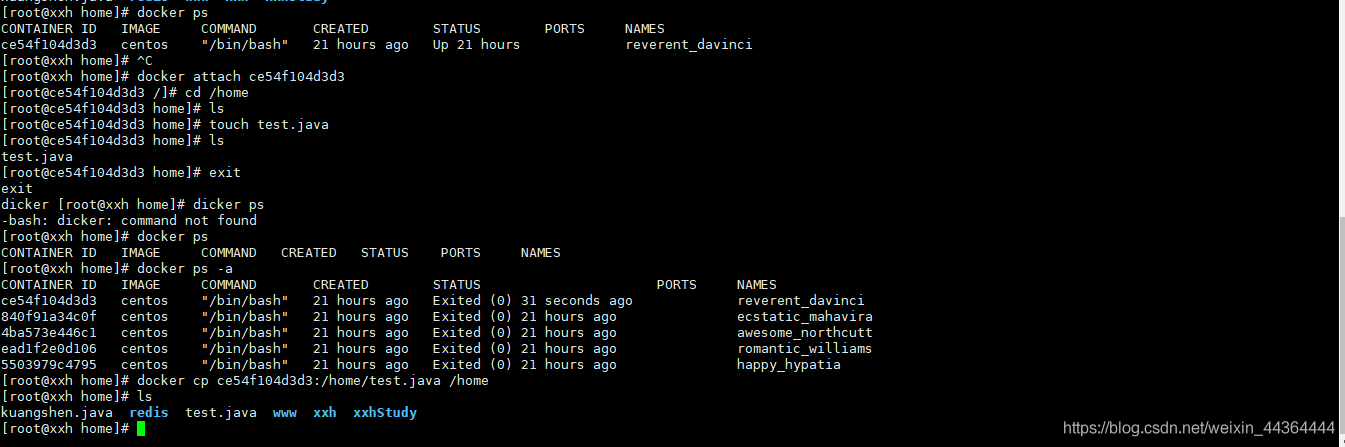 kuangshen.java  redis  www  xxh  xxhStudy
[root@xxh home]# docker ps
CONTAINER ID   IMAGE     COMMAND       CREATED        STATUS        PORTS     NAMES
ce54f104d3d3   centos    "/bin/bash"   21 hours ago   Up 21 hours             reverent_davinci
[root@xxh home]# ^C
[root@xxh home]# docker attach ce54f104d3d3
[root@ce54f104d3d3 /]# cd /home
[root@ce54f104d3d3 home]# ls
[root@ce54f104d3d3 home]# touch test.java
[root@ce54f104d3d3 home]# ls
test.java
[root@ce54f104d3d3 home]# exit
exit
dicker [root@xxh home]# dicker ps
-bash: dicker: command not found
[root@xxh home]# docker ps
CONTAINER ID   IMAGE     COMMAND   CREATED   STATUS    PORTS     NAMES
[root@xxh home]# docker ps -a
CONTAINER ID   IMAGE     COMMAND       CREATED        STATUS                      PORTS     NAMES
ce54f104d3d3   centos    "/bin/bash"   21 hours ago   Exited (0) 31 seconds ago             reverent_davinci
840f91a34c0f   centos    "/bin/bash"   21 hours ago   Exited (0) 21 hours ago               ecstatic_mahavira
4ba573e446c1   centos    "/bin/bash"   21 hours ago   Exited (0) 21 hours ago               awesome_northcutt
ead1f2e0d106   centos    "/bin/bash"   21 hours ago   Exited (0) 21 hours ago               romantic_williams
5503979c4795   centos    "/bin/bash"   21 hours ago   Exited (0) 21 hours ago               happy_hypatia
[root@xxh home]# docker cp ce54f104d3d3:/home/test.java /home
[root@xxh home]# ls
kuangshen.java  redis  test.java  www  xxh  xxhStudy
[root@xxh home]#
https://blog.csdn.net/weixin_44364444